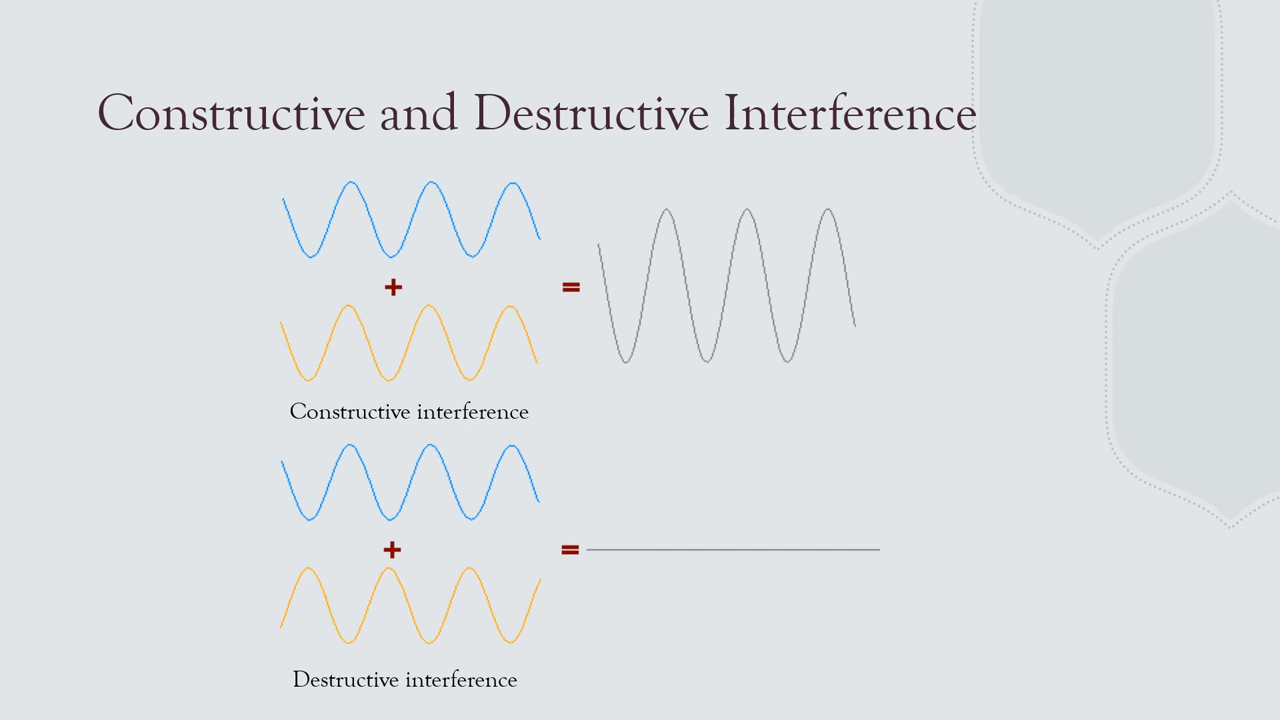 Constructive and Destructive Interference
+
=
Constructive interference
+
=
Destructive interference